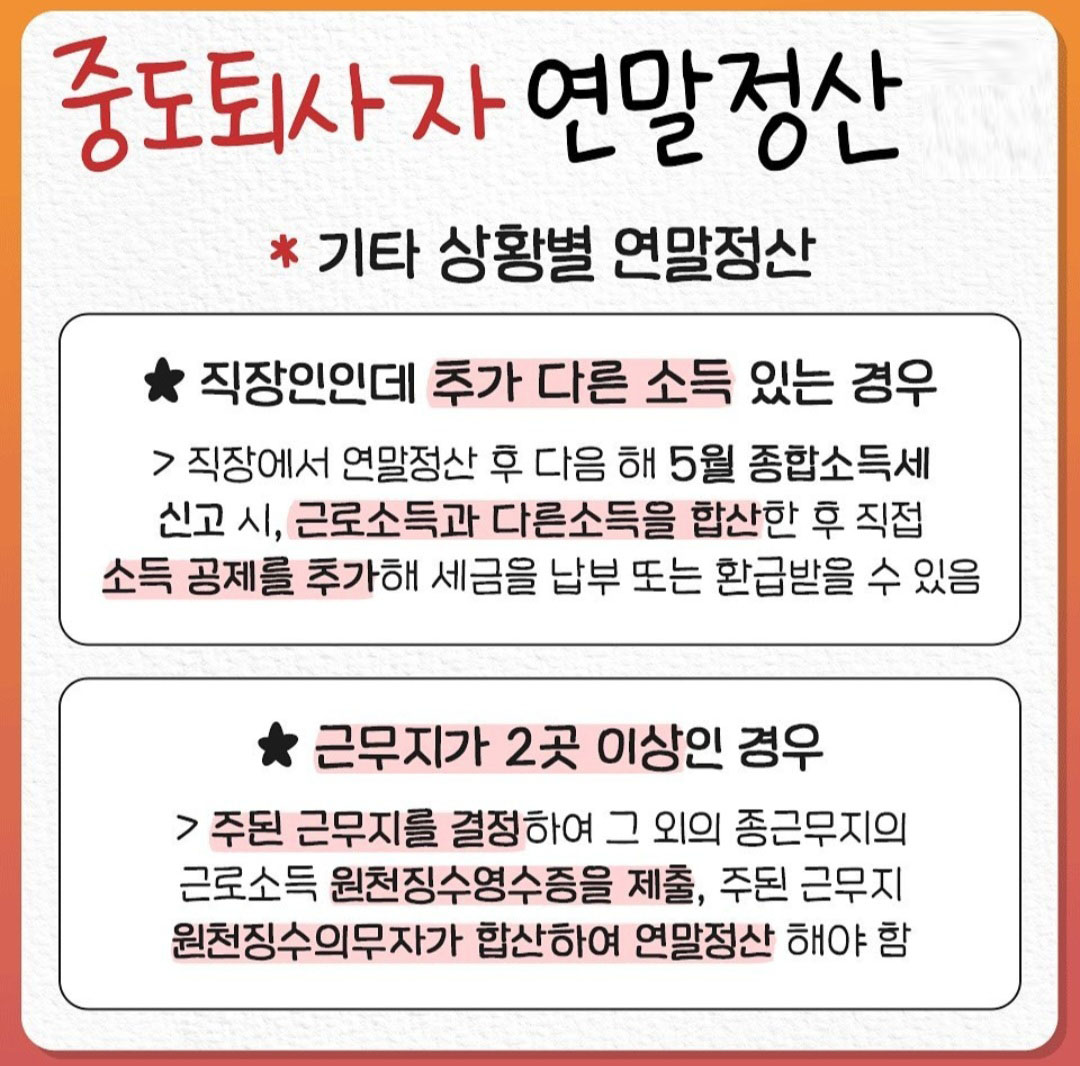 중도퇴사자 연말정산
* 기타 상황별 연말정산
★ 직장인인데 추가 다른 소득 있는 경우
> 직장에서 연말정산 후 다음 해 5월 종합소득세
신고 시, 근로소득과 다른소득을 합산한 후 직접
소득 공제를 추가해 세금을 납부 또는 환급받을 수 있음
★ 근무지가 2곳 이상인 경우
> 주된 근무지를 결정하여 그 외의 종근무지의
근로소득 원천징수영수증을 제출, 주된 근무지
원천징수의무자가 합산하여 연말정산 해야 함